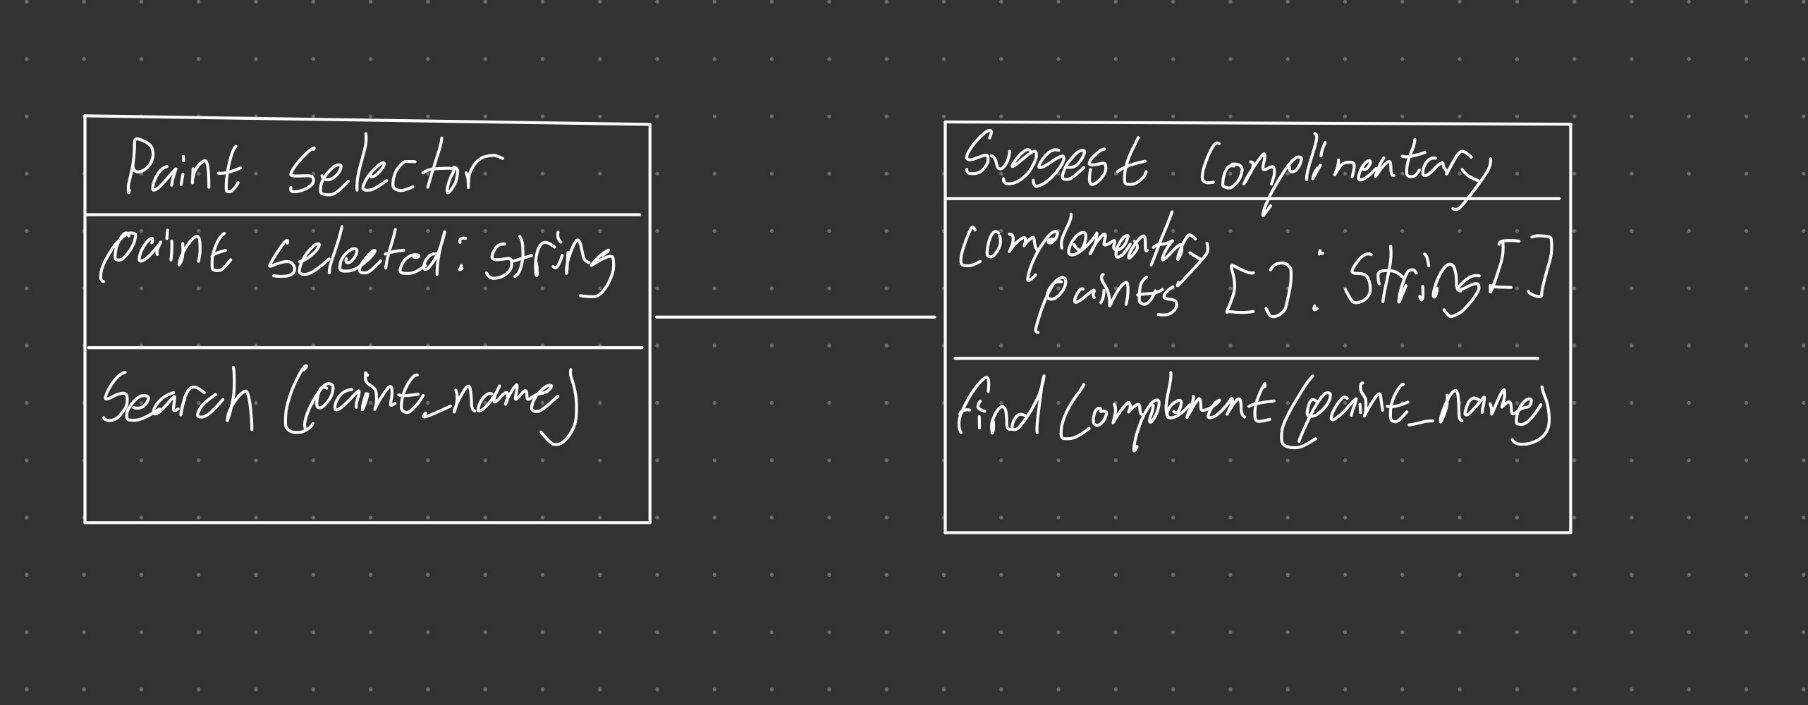 Paint Selector
paint selected: string
Search (paint_name)
Suggest Complimentary
Complementary
paints []: String[]
find Complement (paint_name)